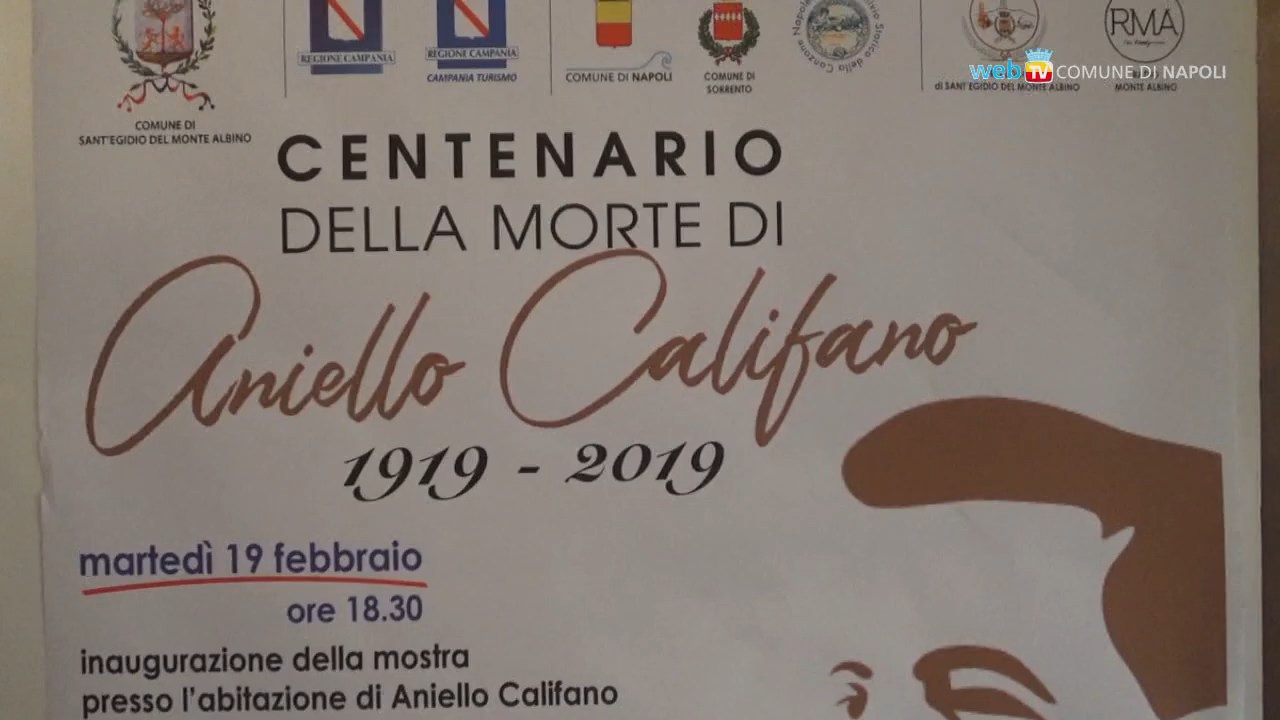 REGIONE CAMPANIA
REGIONE CAMPANIA
CAMPANIA TURISMO
COMUNE DI NAPOLI
COMUNE DI
SORRENTO
RMA
web TV COMUNE DI NAPOLI
di SANT'EGIDIO DEL MONTE ALBINO
MONTE ALBINO
COMUNE DI
SANT'EGIDIO DEL MONTE ALBINO
CENTENARIO
DELLA MORTE DI
Aniello Califano
1919 - 2019
martedì 19 febbraio
ore 18.30
inaugurazione della mostra
presso l'abitazione di Aniello Califano